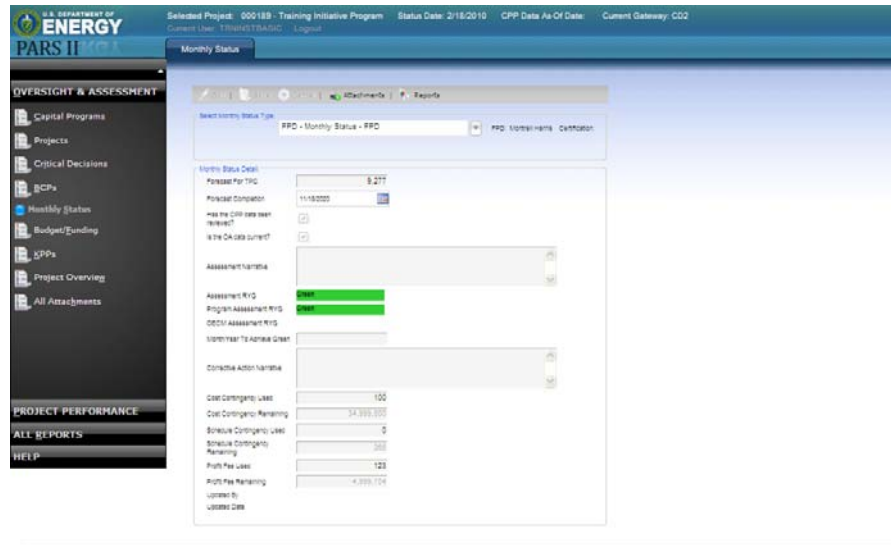 U.S. DEPARTMENT OF
ENERGY
PARS II
Selected Project: 000189 - Training Initiative Program Status Date: 2/18/2010 CPP Data As Of Date: Current Gateway: CD2
Current User: Logout
Monthly Status
OVERSIGHT & ASSESSMENT
Capital Programs
Projects
Critical Decisions
BCPs
Monthly Status
Budget/Funding
KPPs
Project Overview
All Attachments
PROJECT PERFORMANCE
ALL REPORTS
HELP
Attachments | Reports
Select Monthly Status Type
FPD - Monthly Status - FPD
FPD: Certification:
Monthly Status Detail
Forecast For TPC 9,277
Forecast Completion 11/18/2020
Has the CPP data been
reviewed?
Is the OA data current?
Assessment Narrative
Assessment RYG Green
Program Assessment RYG Green
OECM Assessment RYG
Month/Year To Achieve Green
Corrective Action Narrative
Cost Contingency Used 100
Cost Contingency Remaining
Schedule Contingency Used 0
Schedule Contingency
Remaining
Profit Fee Used 123
Profit Fee Remaining
Updated By
Updated Date